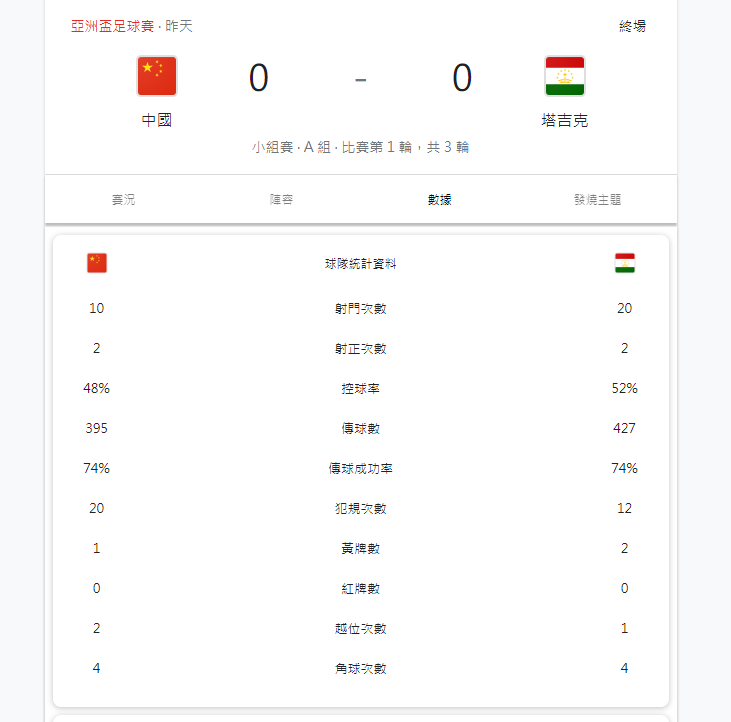 亞洲盃足球賽 · 昨天 終場
0 - 0
中國 塔吉克
小組賽 · A 組 · 比賽第 1 輪，共 3 輪
賽況 陣容 數據 發燒主題
球隊統計資料
10 射門次數 20
2 射正次數 2
48% 控球率 52%
395 傳球數 427
74% 傳球成功率 74%
20 犯規次數 12
1 黃牌數 2
0 紅牌數 0
2 越位次數 1
4 角球次數 4